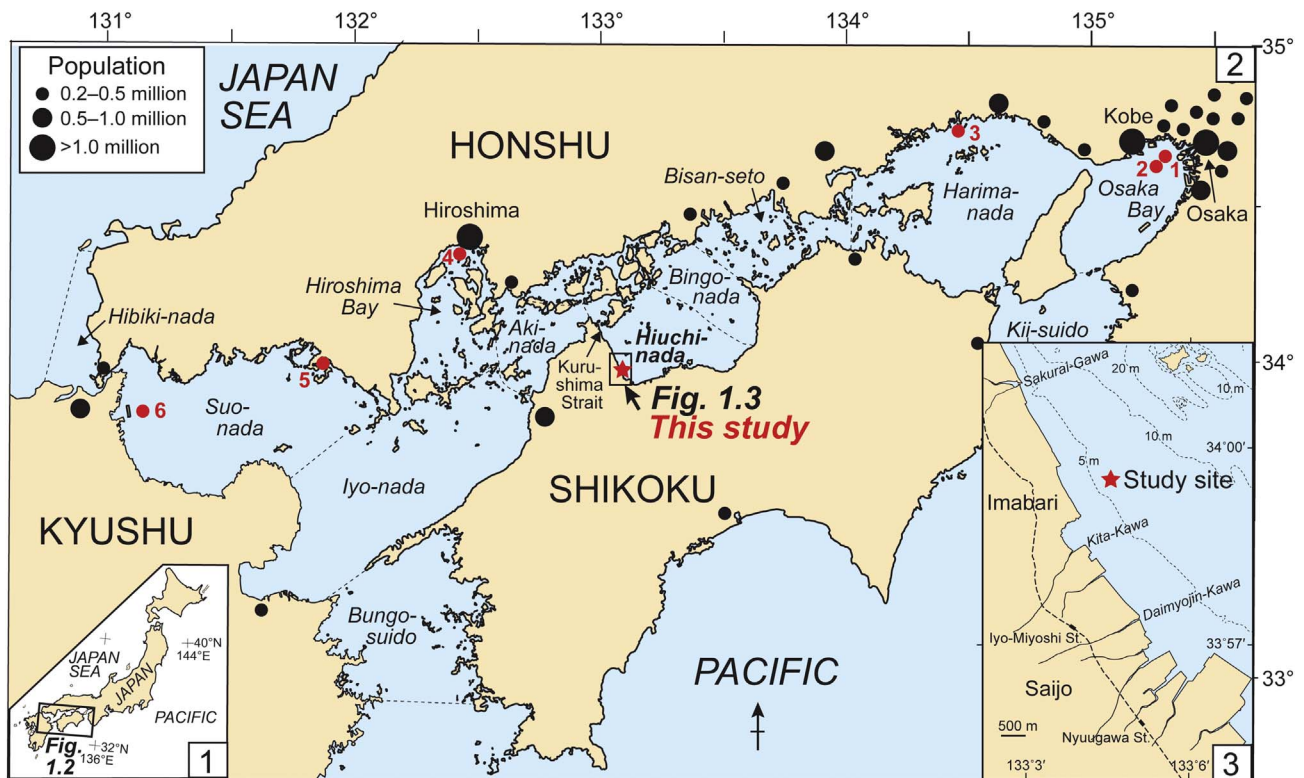 131°
132°
133°
134°
135°
35°
34°
33°
2
Population
0.2–0.5 million
0.5–1.0 million
>1.0 million
JAPAN
SEA
HONSHU
Kobe
3
2
1
Osaka
Bay
Osaka
Harima-
nada
Bisan-seto
Hiroshima
4
Hiroshima
Bay
Bingo-
nada
Kii-suido
Hibiki-nada
Aki-
nada
Hiuchi-
nada
Kuru-
shima
Strait
5
6
Suo-
nada
Fig. 1.3
This study
Iyo-nada
SHIKOKU
KYUSHU
Bungo-
suido
PACIFIC
JAPAN
SEA
JAPAN
40°N
144°E
PACIFIC
32°N
136°E
Fig.
1.2
1
Sakurai-Gawa
20 m
10 m
10 m
34°00′
5 m
Study site
Imabari
Kita-Kawa
Daimyojin-Kawa
Iyo-Miyoshi St.
33°57′
Saijo
500 m
Nyuugawa St.
133°3′
133°6′
3